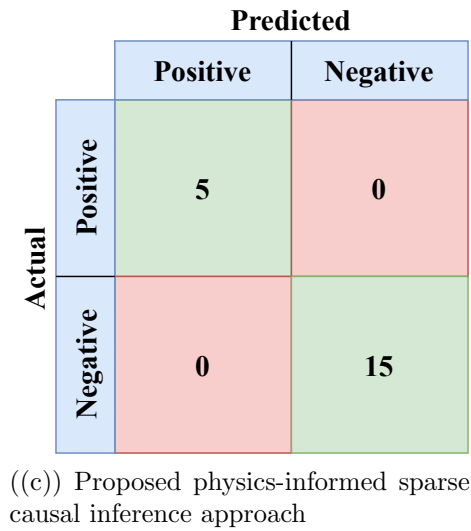 Predicted
Positive Negative
Actual
Positive
5 0
Negative
0 15
((c)) Proposed physics-informed sparse
causal inference approach